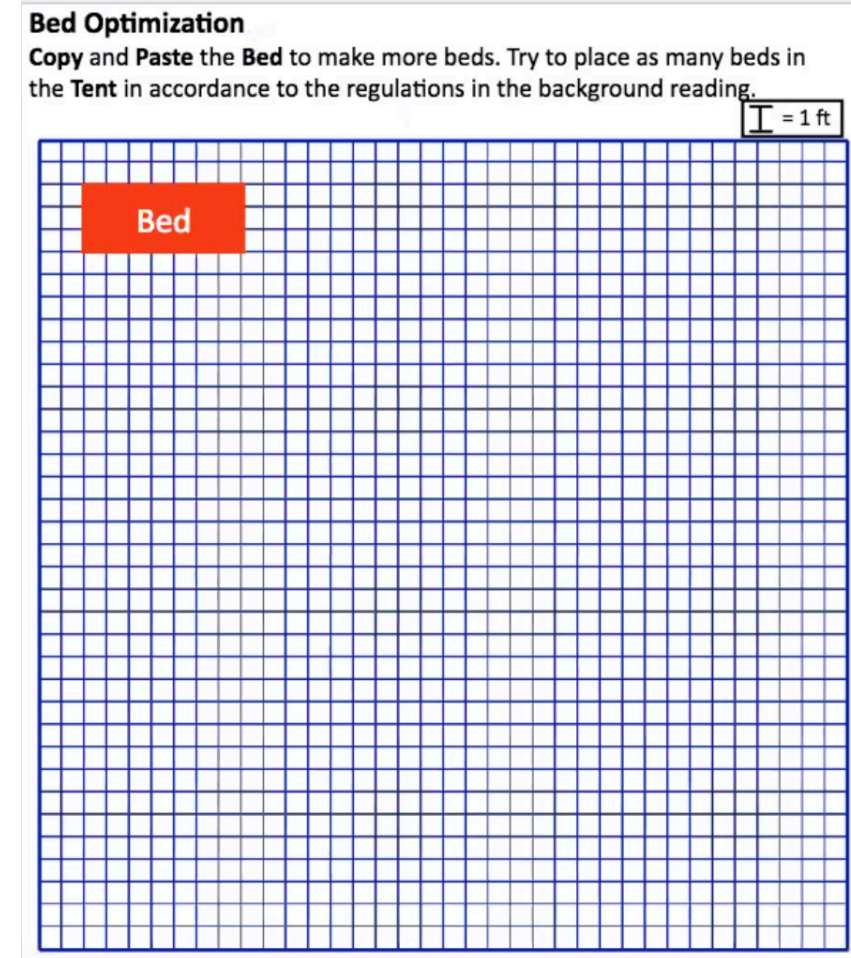 Bed Optimization
Copy and Paste the Bed to make more beds. Try to place as many beds in
the Tent in accordance to the regulations in the background reading.
= 1 ft
Bed